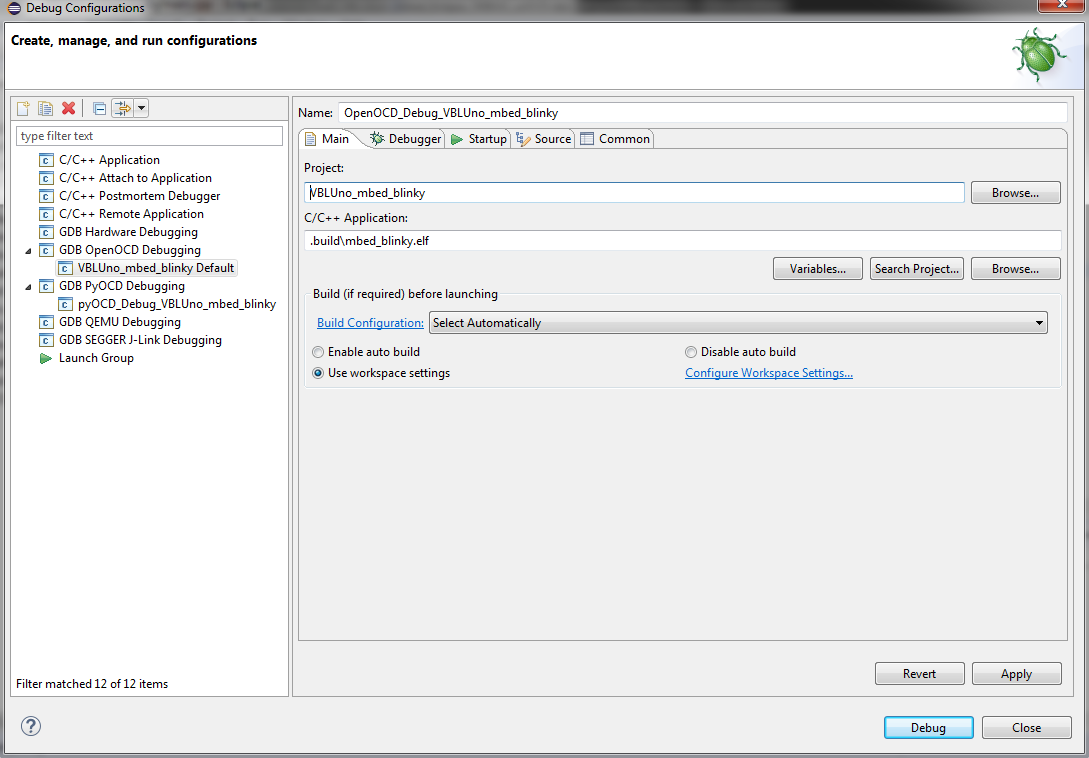 Debug Configurations
Create, manage, and run configurations
type filter text
C/C++ Application
C/C++ Attach to Application
C/C++ Postmortem Debugger
C/C++ Remote Application
GDB Hardware Debugging
GDB OpenOCD Debugging
VBLUno_mbed_blinky Default
GDB PyOCD Debugging
pyOCD_Debug_VBLUno_mbed_blinky
GDB QEMU Debugging
GDB SEGGER J-Link Debugging
Launch Group
Filter matched 12 of 12 items
Name: OpenOCD_Debug_VBLUno_mbed_blinky
Main Debugger Startup Source Common
Project:
VBLUno_mbed_blinky Browse...
C/C++ Application:
.build\mbed_blinky.elf
Variables... Search Project... Browse...
Build (if required) before launching
Build Configuration: Select Automatically
Enable auto build Disable auto build
Use workspace settings Configure Workspace Settings...
Revert Apply
Debug Close